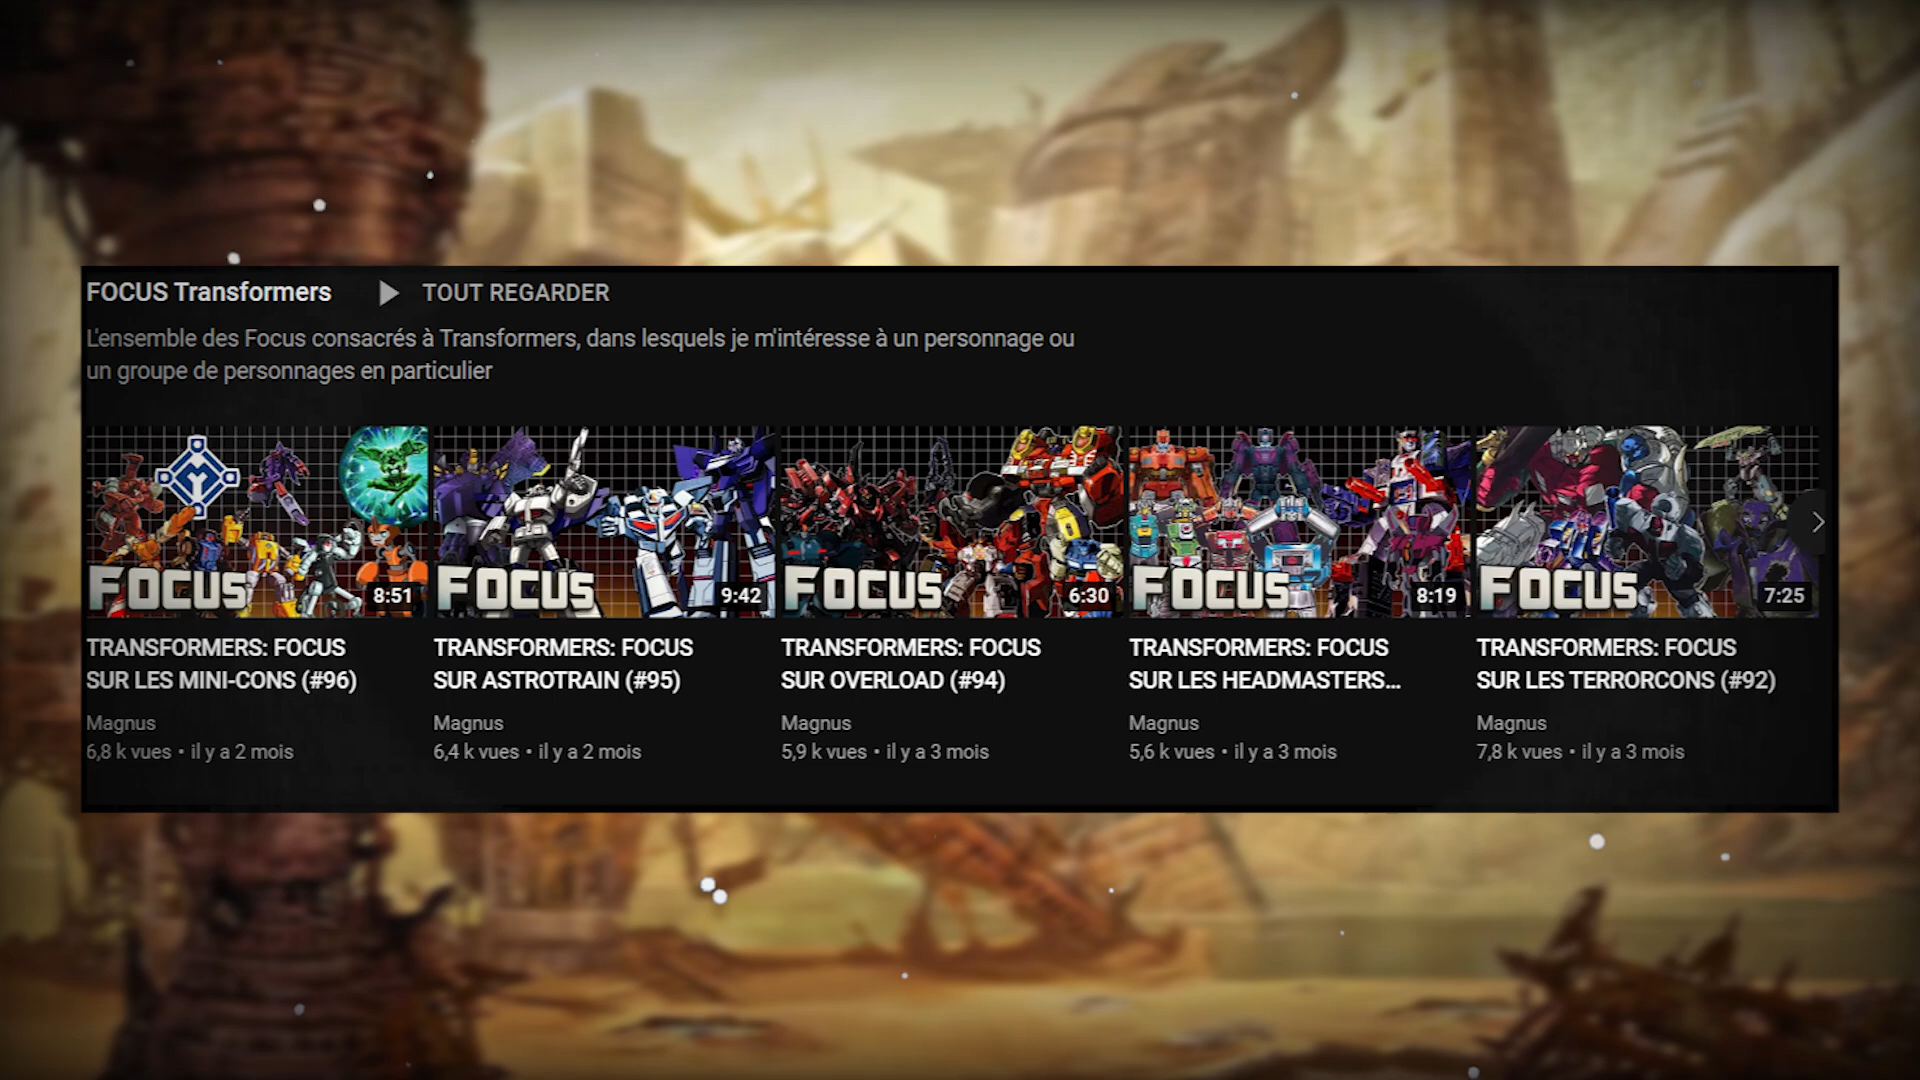 FOCUS Transformers TOUT REGARDER
L'ensemble des Focus consacrés à Transformers, dans lesquels je m'intéresse à un personnage ou
un groupe de personnages en particulier
FOCUS 8:51
FOCUS 9:42
FOCUS 6:30
FOCUS 8:19
FOCUS 7:25
TRANSFORMERS: FOCUS
SUR LES MINI-CONS (#96)
Magnus
6,8 k vues • il y a 2 mois
TRANSFORMERS: FOCUS
SUR ASTROTRAIN (#95)
Magnus
6,4 k vues • il y a 2 mois
TRANSFORMERS: FOCUS
SUR OVERLOAD (#94)
Magnus
5,9 k vues • il y a 3 mois
TRANSFORMERS: FOCUS
SUR LES HEADMASTERS...
Magnus
5,6 k vues • il y a 3 mois
TRANSFORMERS: FOCUS
SUR LES TERRORCONS (#92)
Magnus
7,8 k vues • il y a 3 mois